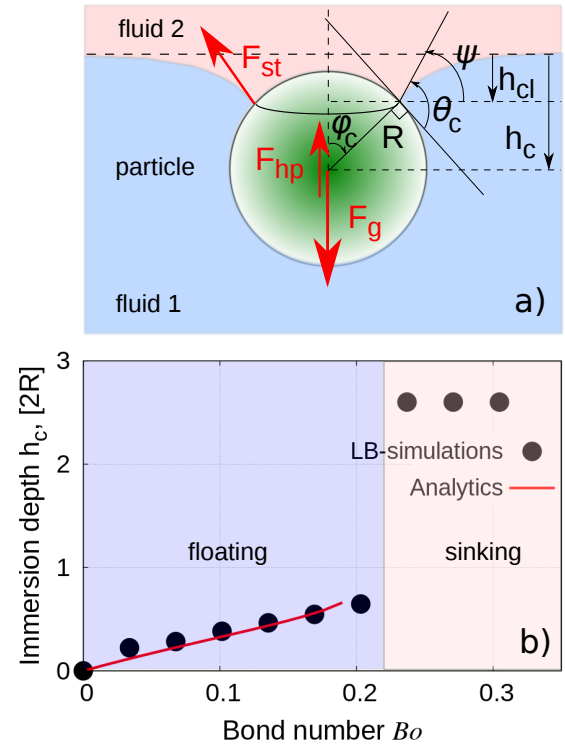 fluid 2
F_st
ψ
h_cl
θ_c
h_c
φ_c
R
particle
F_hp
F_g
fluid 1
a)
3
2
1
0
Immersion depth h_c, [2R]
LB-simulations
Analytics
floating
sinking
b)
0
0.1
0.2
0.3
Bond number Bo